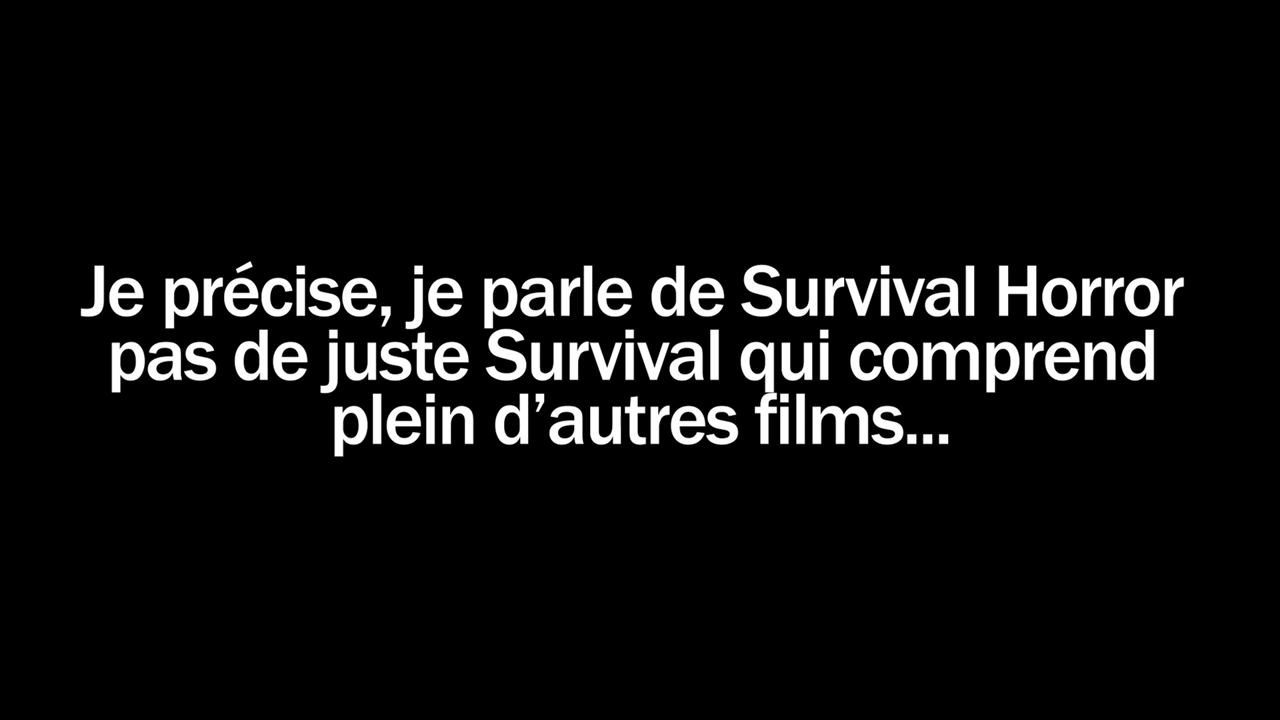 Je précise, je parle de Survival Horror
pas de juste Survival qui comprend
plein d’autres films...